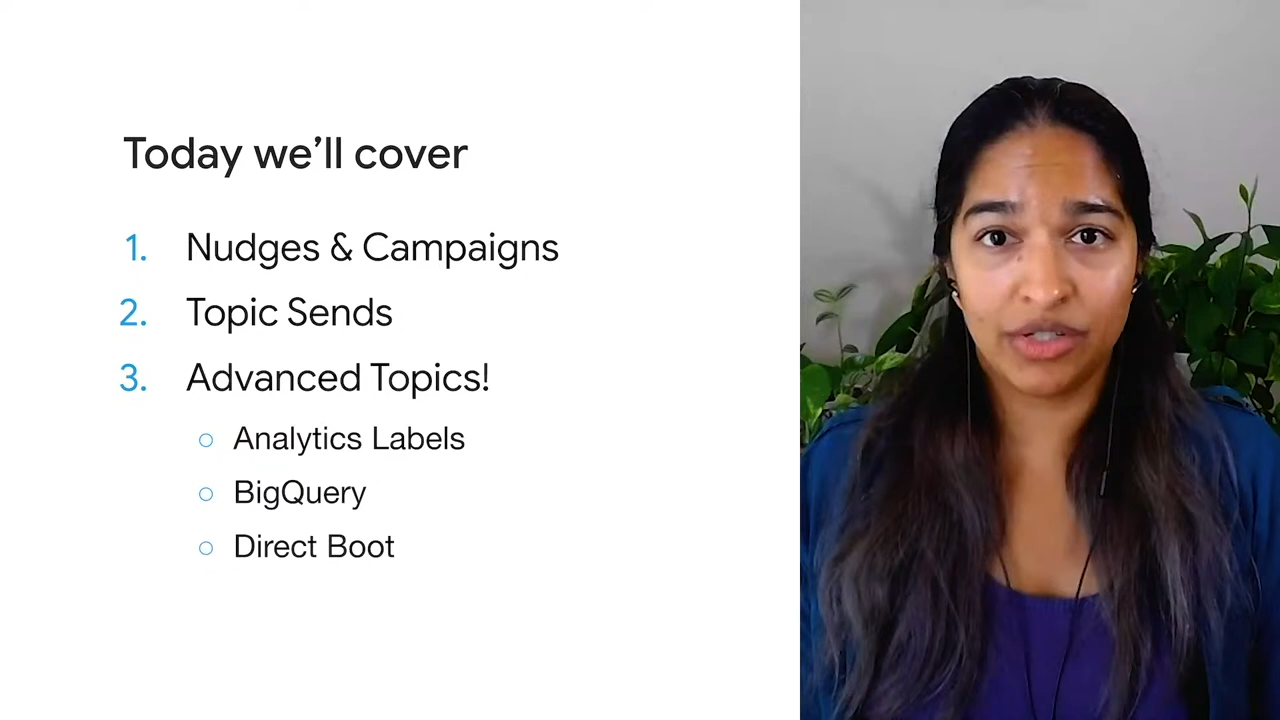 Today we’ll cover
1. Nudges & Campaigns
2. Topic Sends
3. Advanced Topics!
○ Analytics Labels
○ BigQuery
○ Direct Boot